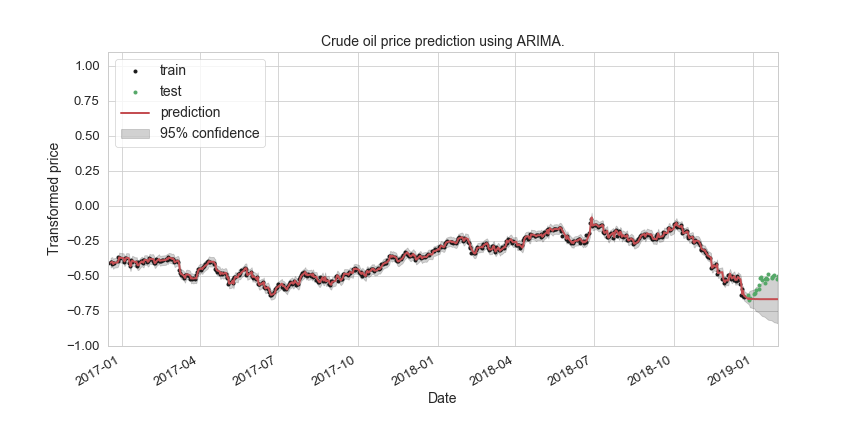 Crude oil price prediction using ARIMA.
train
test
prediction
95% confidence
1.00
0.75
0.50
0.25
0.00
−0.25
−0.50
−0.75
−1.00
Transformed price
2017-01
2017-04
2017-07
2017-10
2018-01
2018-04
2018-07
2018-10
2019-01
Date